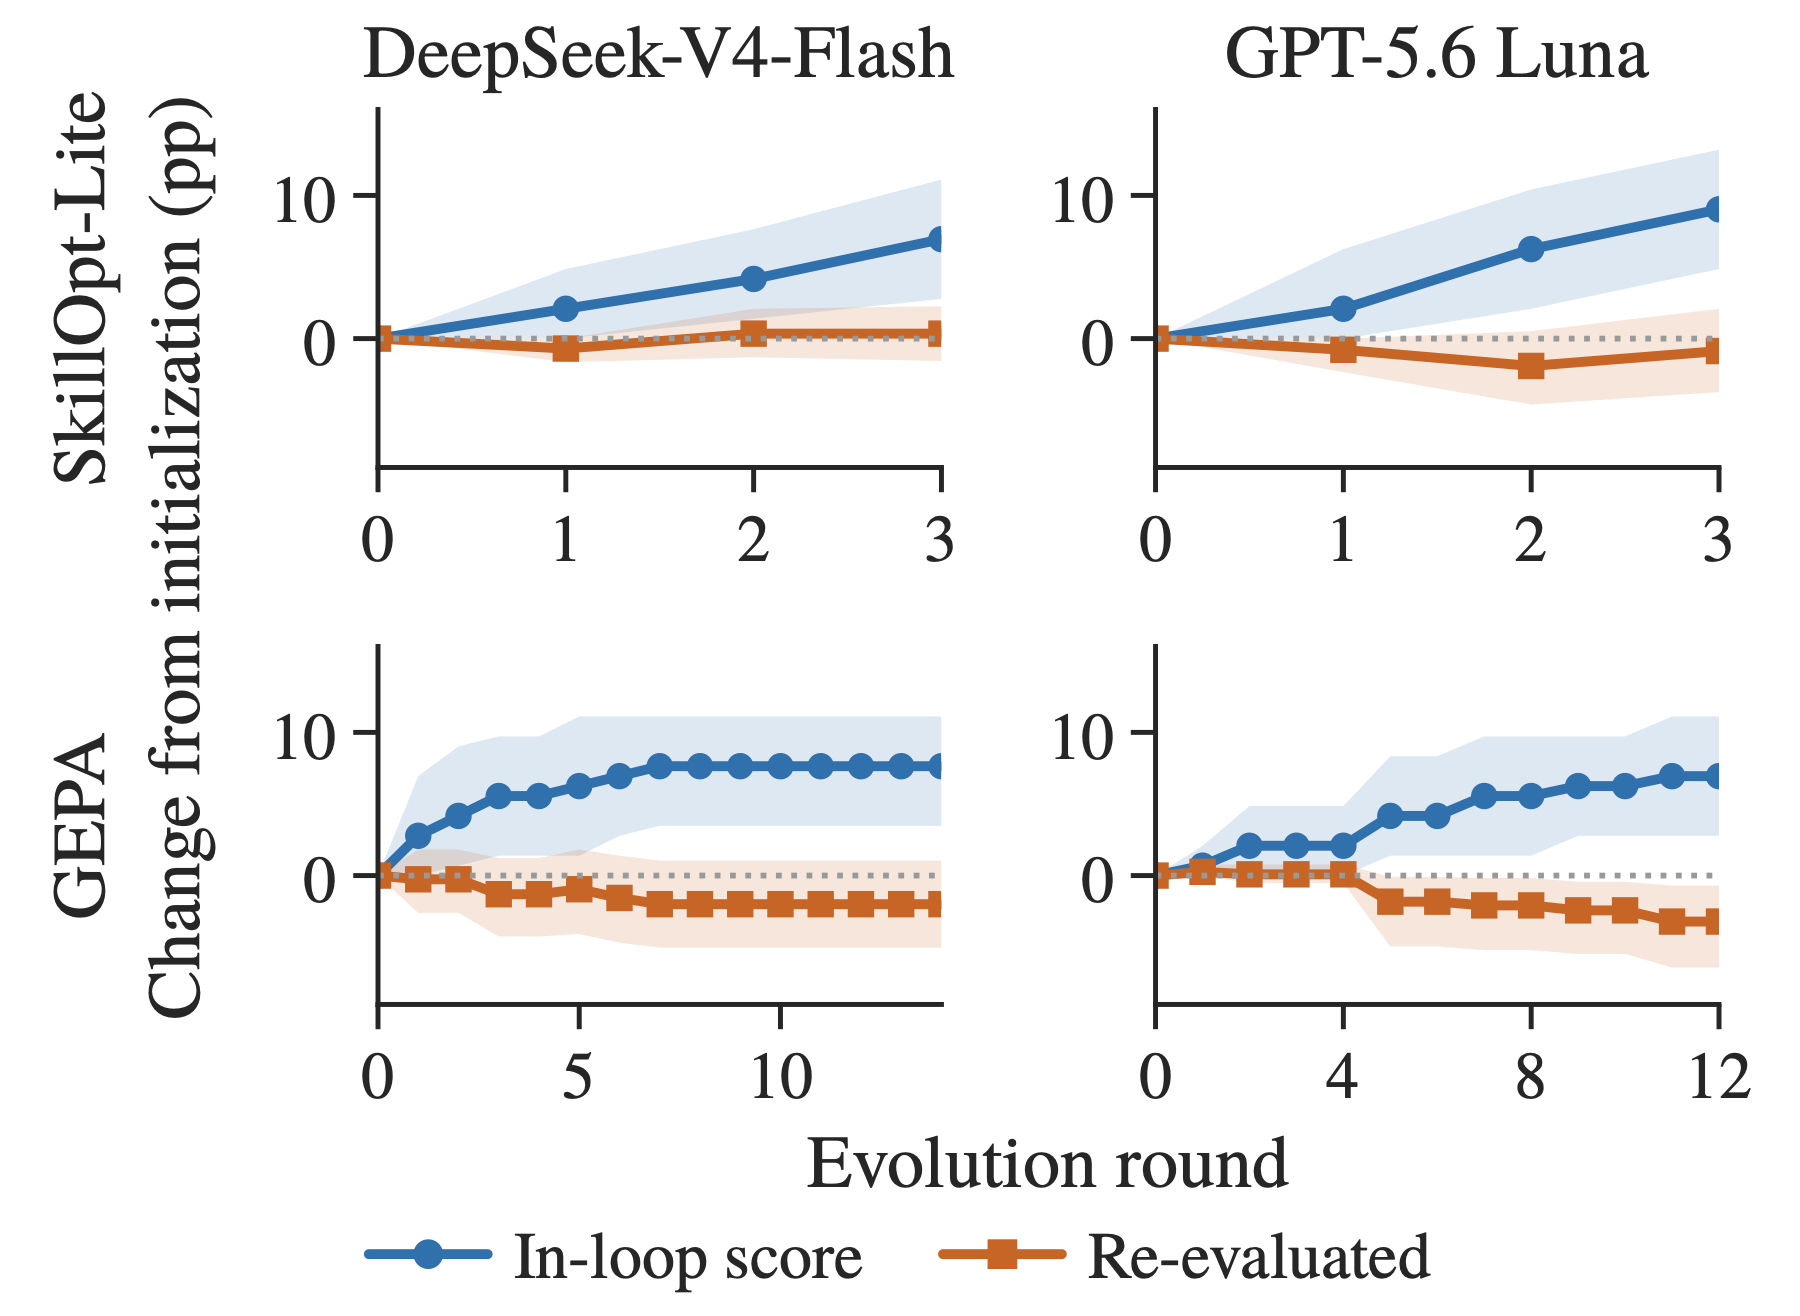 DeepSeek-V4-Flash
GPT-5.6 Luna
SkillOpt-Lite
GEPA
Change from initialization (pp)
10
0
0 1 2 3
10
0
0 1 2 3
10
0
0 5 10
10
0
0 4 8 12
Evolution round
In-loop score
Re-evaluated